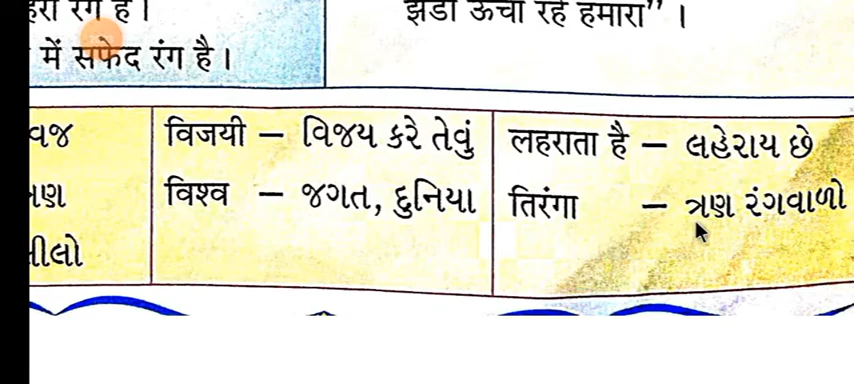 रंग है।
में सफेद रंग है।
झंडा ऊँचा रहे हमारा"।
विजयी – વિજય કરે તેવું
विश्व – જગત, દુનિયા
लहराता है – લહેરાય છે
तिरंगा – ત્રણ રંગવાળો